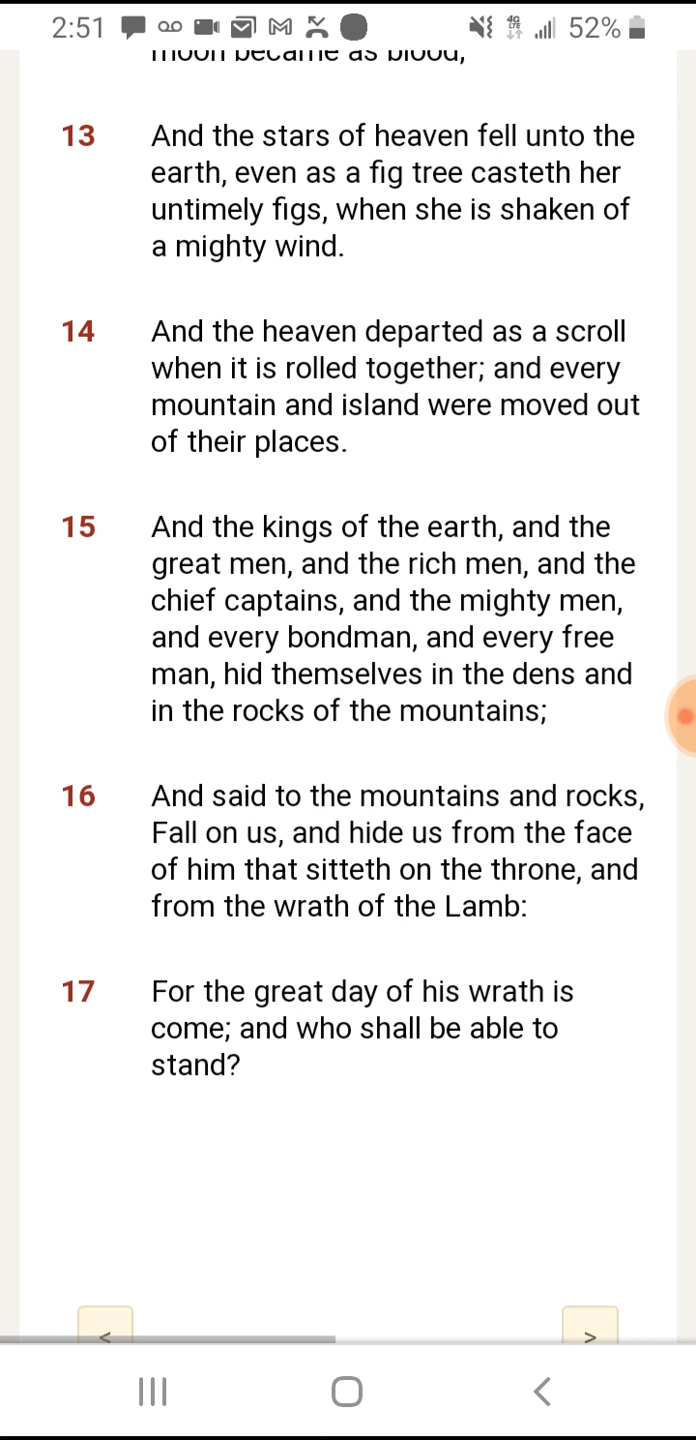 2:51 4G LTE 52%
moon became as blood;
13 And the stars of heaven fell unto the
earth, even as a fig tree casteth her
untimely figs, when she is shaken of
a mighty wind.
14 And the heaven departed as a scroll
when it is rolled together; and every
mountain and island were moved out
of their places.
15 And the kings of the earth, and the
great men, and the rich men, and the
chief captains, and the mighty men,
and every bondman, and every free
man, hid themselves in the dens and
in the rocks of the mountains;
16 And said to the mountains and rocks,
Fall on us, and hide us from the face
of him that sitteth on the throne, and
from the wrath of the Lamb:
17 For the great day of his wrath is
come; and who shall be able to
stand?
< >